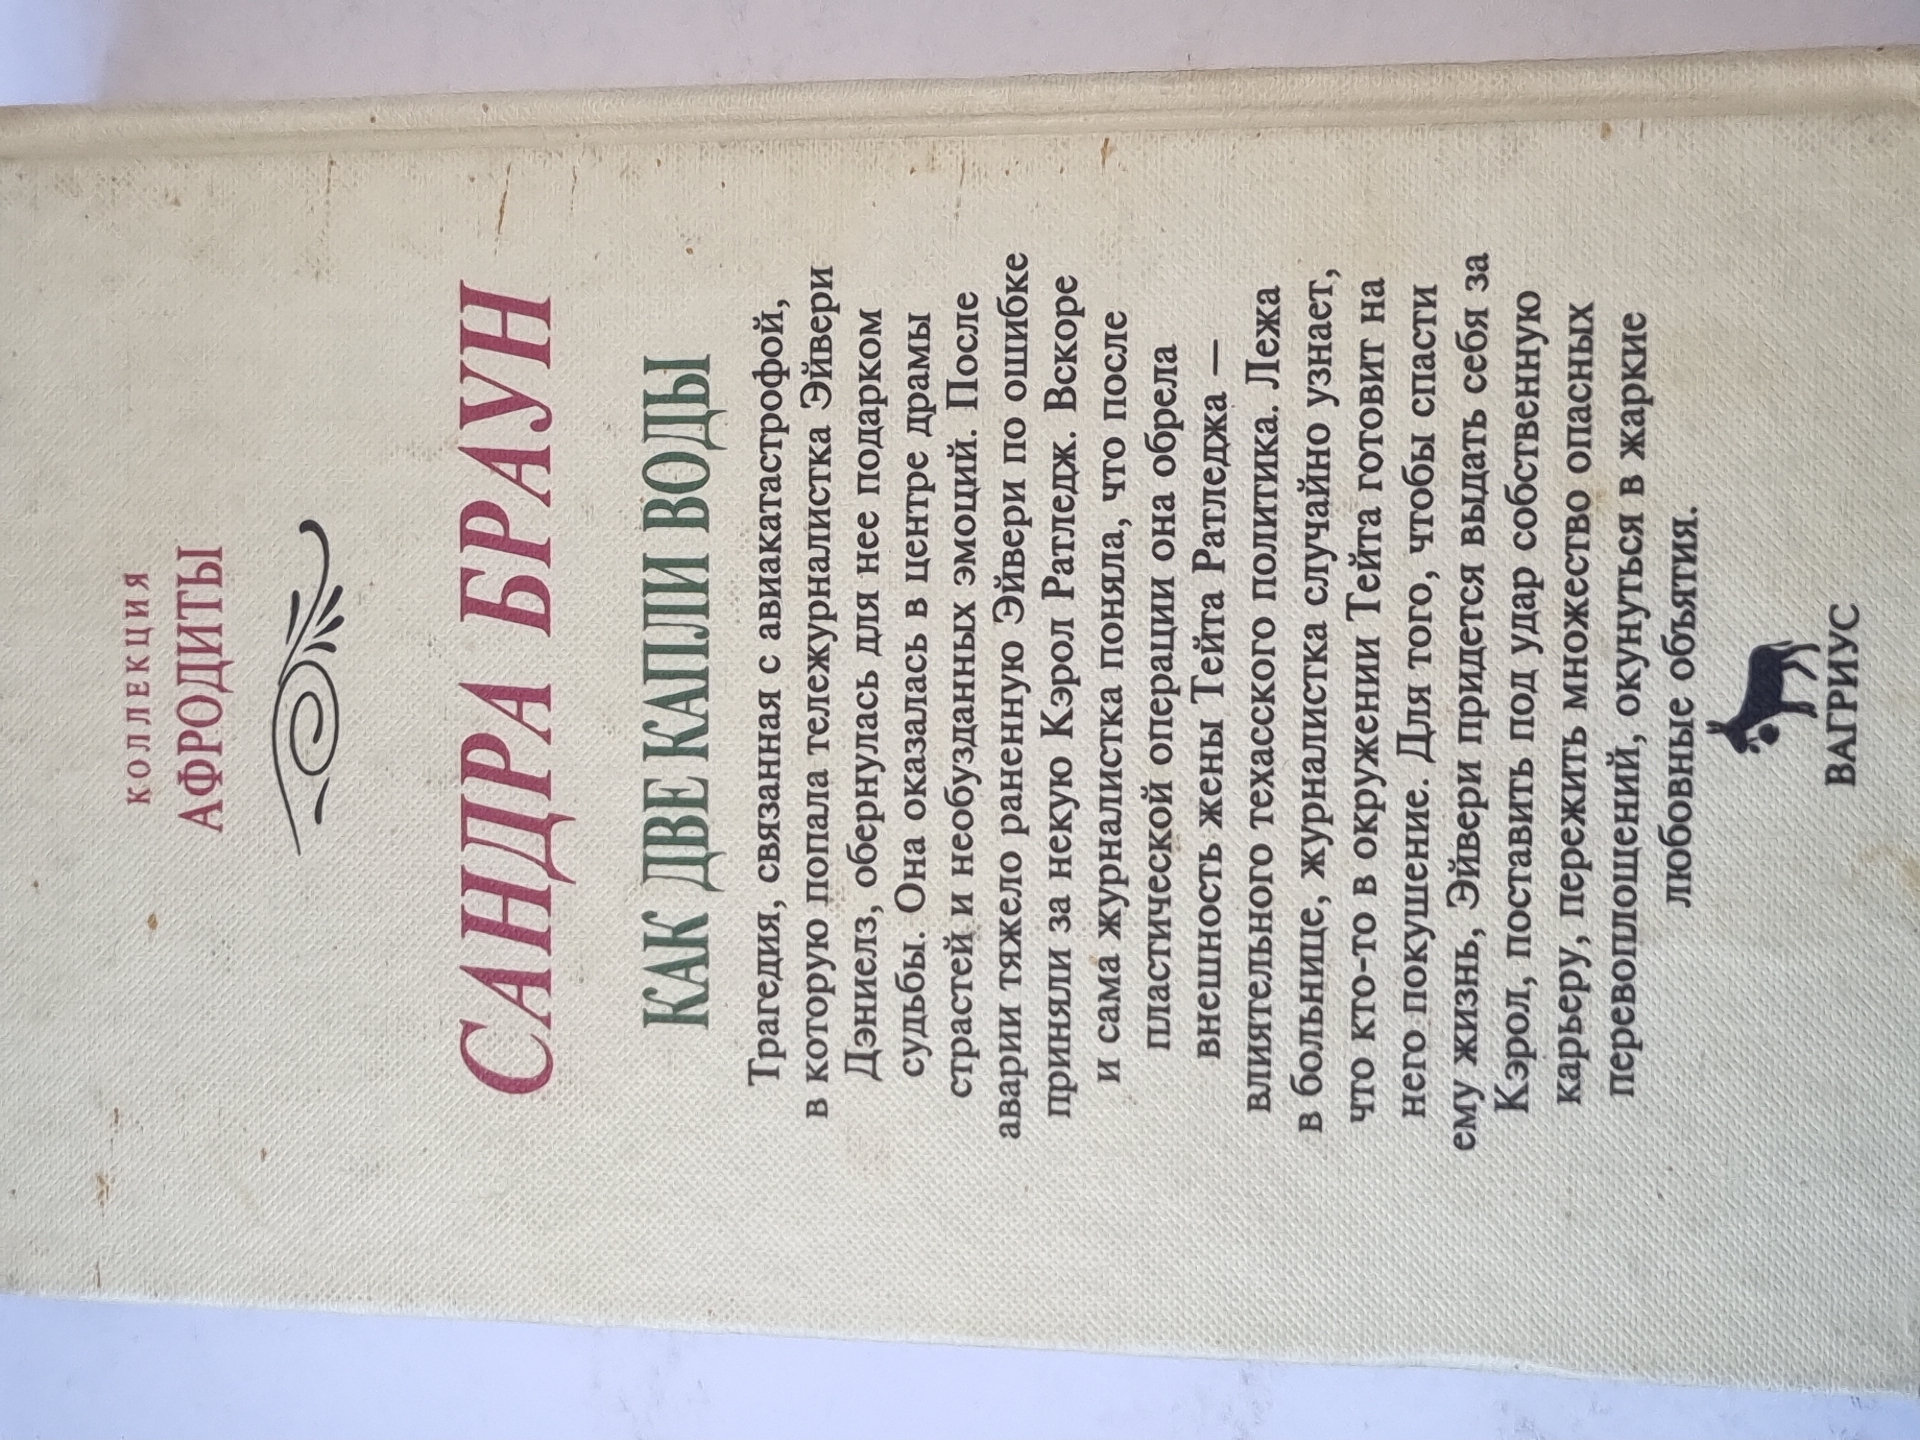 КОЛЛЕКЦИЯ
АФРОДИТЫ
САНДРА БРАУН
КАК ДВЕ КАПЛИ ВОДЫ
Трагедия, связанная с авиакатастрофой,
в которую попала тележурналистка Эйвери
Дэниелз, обернулась для нее подарком
судьбы. Она оказалась в центре драмы
страстей и необузданных эмоций. После
аварии тяжело раненную Эйвери по ошибке
приняли за некую Кэрол Ратледж. Вскоре
и сама журналистка поняла, что после
пластической операции она обрела
внешность жены Тейта Ратледжа —
влиятельного техасского политика. Лежа
в больнице, журналистка случайно узнает,
что кто-то в окружении Тейта готовит на
него покушение. Для того, чтобы спасти
ему жизнь, Эйвери придется выдать себя за
Кэрол, поставить под удар собственную
карьеру, пережить множество опасных
перевоплощений, окунуться в жаркие
любовные объятия.
ВАГРИУС